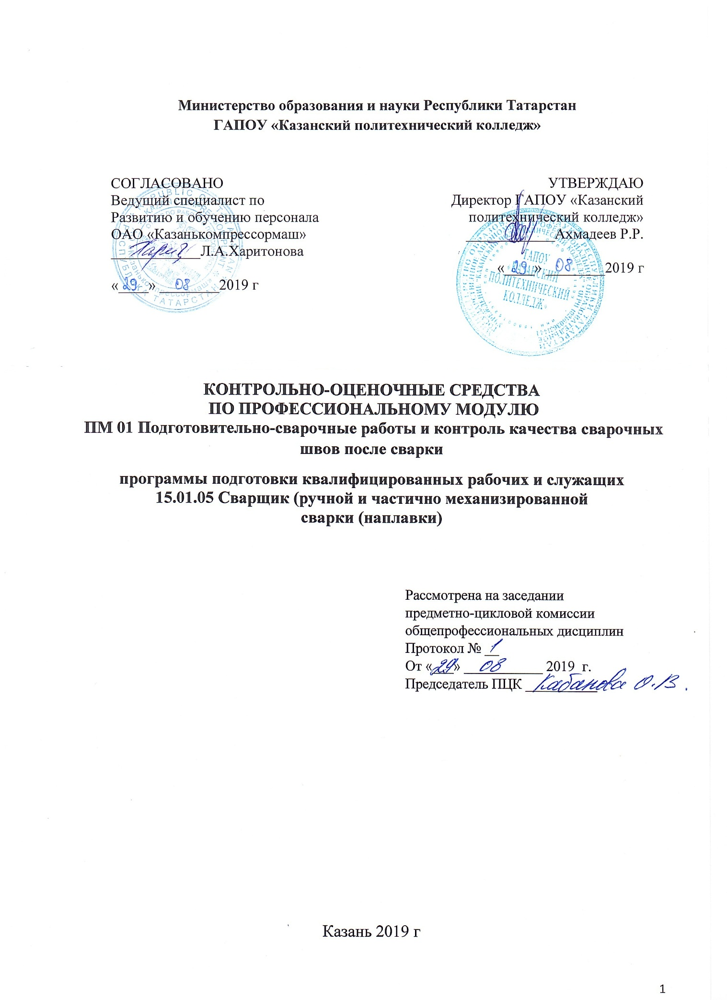 Министерство образования и науки Республики Татарстан
ГАПОУ «Казанский политехнический колледж»
СОГЛАСОВАНО
Ведущий специалист по
Развитию и обучению персонала
ОАО «Казанькомпрессормаш»
____________Л.А.Харитонова
«29» 08 2019 г
УТВЕРЖДАЮ
Директор ГАПОУ «Казанский
политехнический колледж»
____________Ахмадеев Р.Р.
«29» 08 2019 г
ГАПОУ
«КАЗАНСКИЙ
ПОЛИТЕХНИЧЕСКИЙ
КОЛЛЕДЖ»
КОНТРОЛЬНО-ОЦЕНОЧНЫЕ СРЕДСТВА
ПО ПРОФЕССИОНАЛЬНОМУ МОДУЛЮ
ПМ 01 Подготовительно-сварочные работы и контроль качества сварочных
швов после сварки
программы подготовки квалифицированных рабочих и служащих
15.01.05 Сварщик (ручной и частично механизированной
сварки (наплавки)
Рассмотрена на заседании
предметно-цикловой комиссии
общепрофессиональных дисциплин
Протокол № 1
От «29» 08 2019 г.
Председатель ПЦК Кабанова О.В.
Казань 2019 г
1